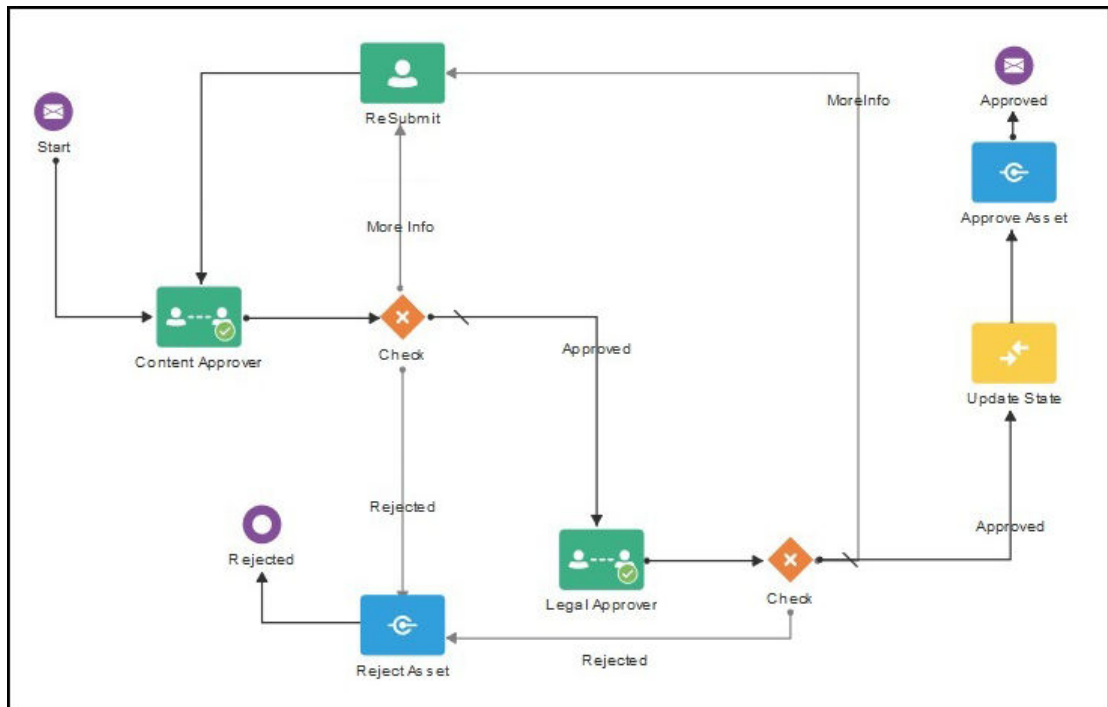 ReSubmit
MoreInfo
Approved
Start
Approve Asset
More Info
Content Approver
Check
Approved
Update State
Rejected
Approved
Rejected
Legal Approver
Check
Reject Asset
Rejected